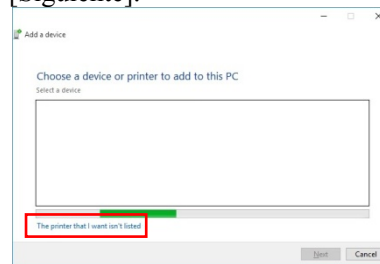 [Siguiente].
Add a device
Choose a device or printer to add to this PC
Select a device
The printer that I want isn't listed
Next Cancel